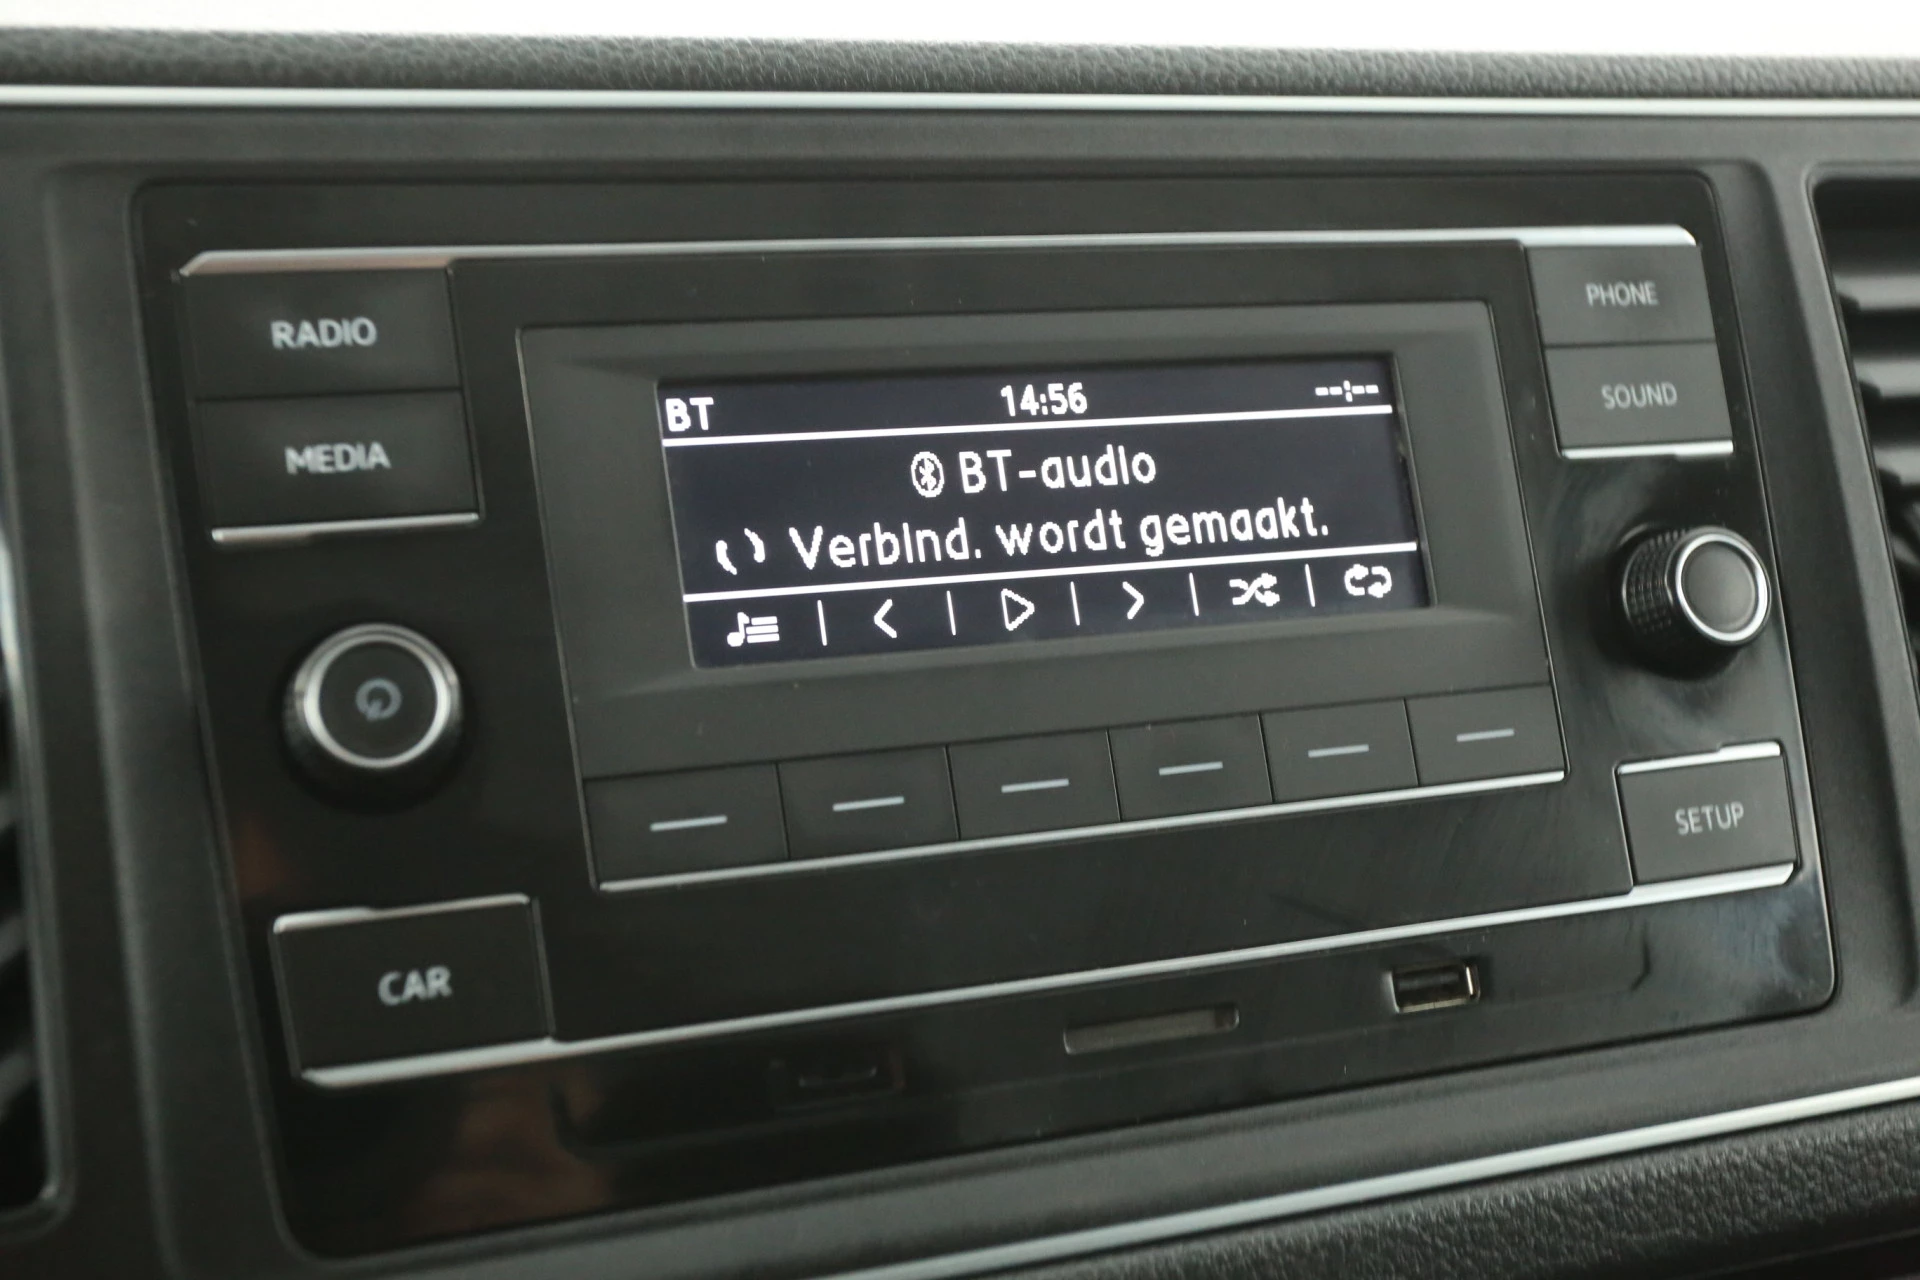 RADIO
MEDIA
BT 14:56 --:--
BT-audio
Verbind. wordt gemaakt.
PHONE
SOUND
SETUP
CAR